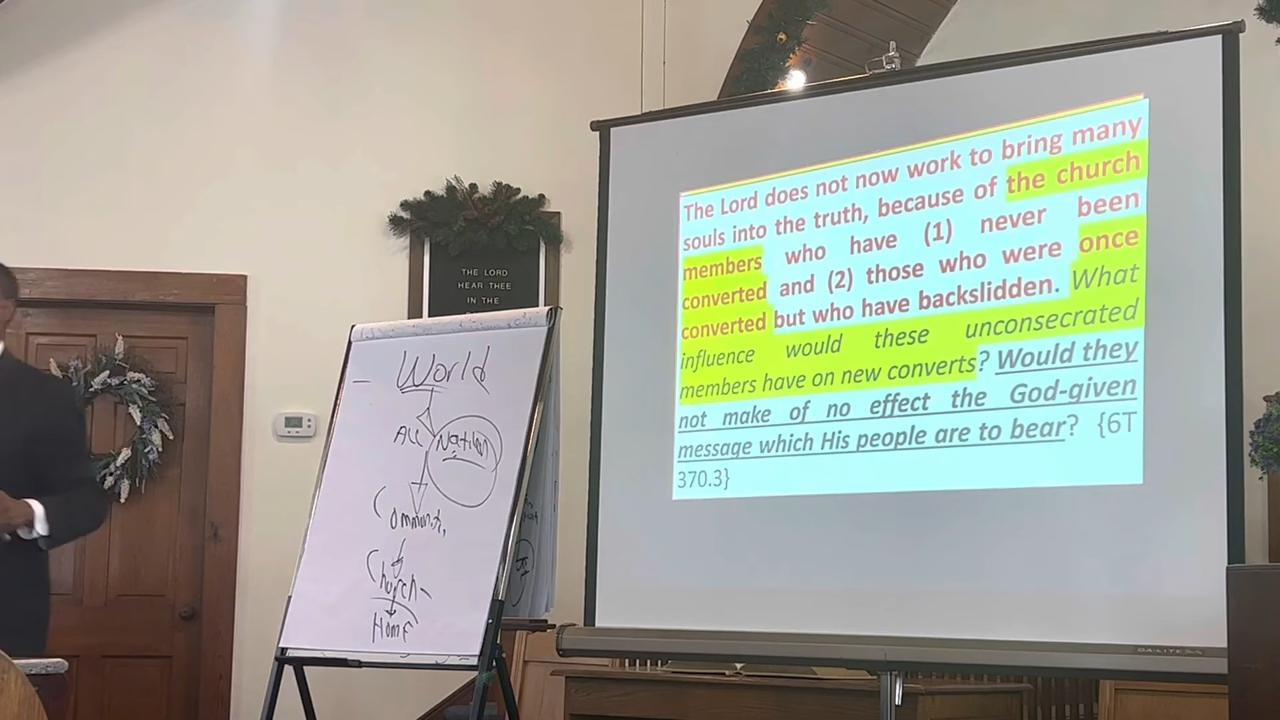 THE LORD
HEAR THEE
IN THE
World
All Nation
Community
Church
Home
The Lord does not now work to bring many
souls into the truth, because of the church
members who have (1) never been
converted and (2) those who were once
converted but who have backslidden. What
influence would these unconsecrated
members have on new converts? Would they
not make of no effect the God-given
message which His people are to bear? {6T
370.3}
DA-LITE